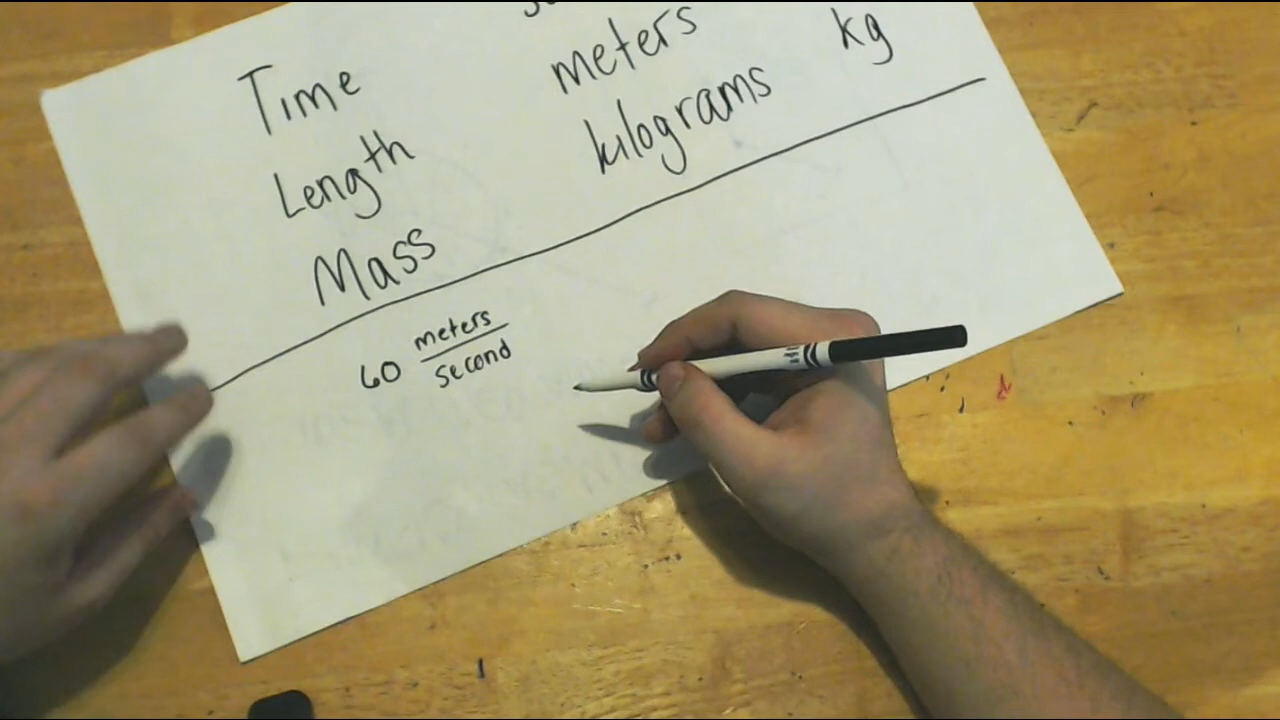 Time
Length meters
Mass kilograms kg
60 meters
second